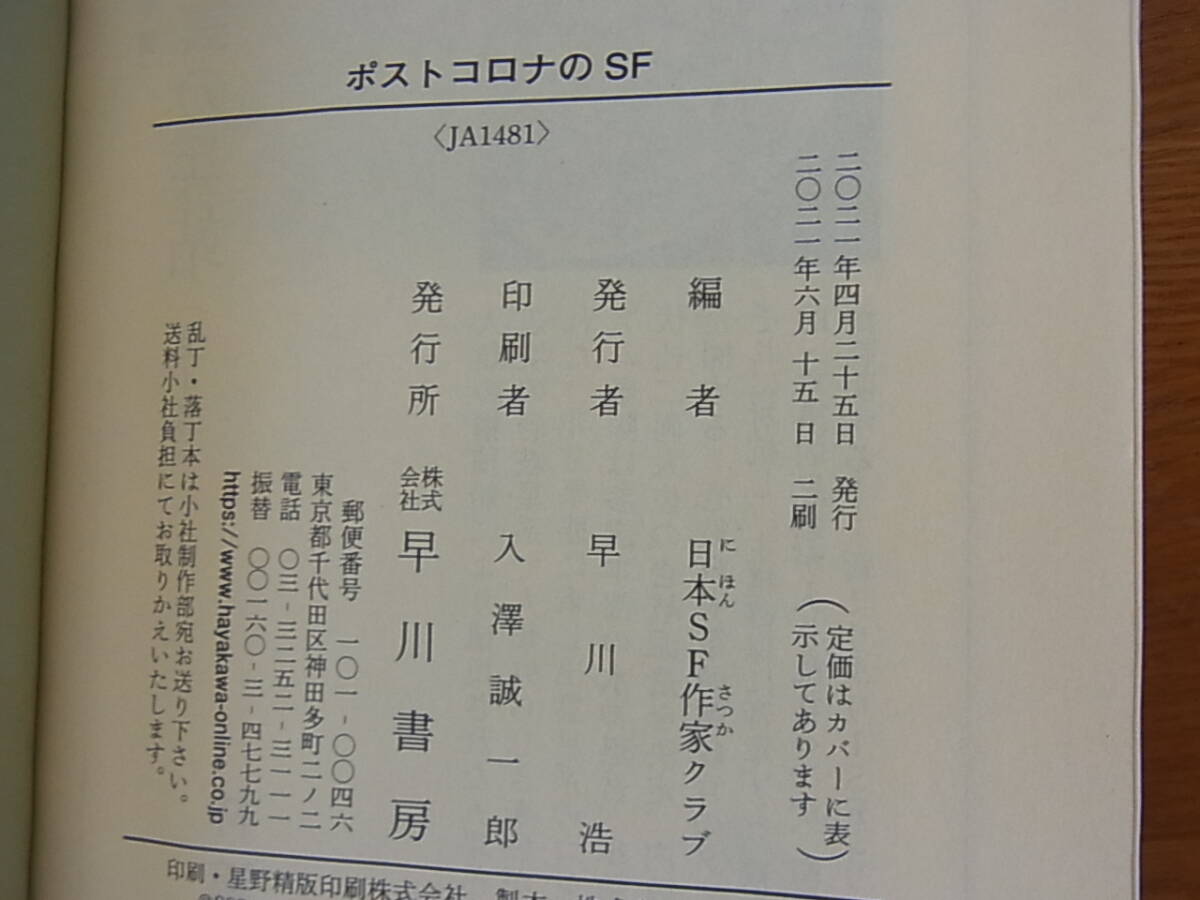 ポストコロナのSF
〈JA1481〉
二〇二一年四月二十五日 発行
二〇二一年六月 十五日 二刷
（定価はカバーに表
示してあります）
編者 日本SF作家クラブ
にほん さつか
発行者 早川 浩
印刷者 入澤誠一郎
発行所 株式会社 早川書房
郵便番号 一〇一‐〇〇四六
東京都千代田区神田多町二ノ二
電話 〇三‐三二五二‐三一一一
振替 〇〇一六〇‐三‐四七七九九
https://www.hayakawa-online.co.jp
乱丁・落丁本は小社制作部宛お送り下さい。
送料小社負担にてお取りかえいたします。
印刷・星野精版印刷株式会社